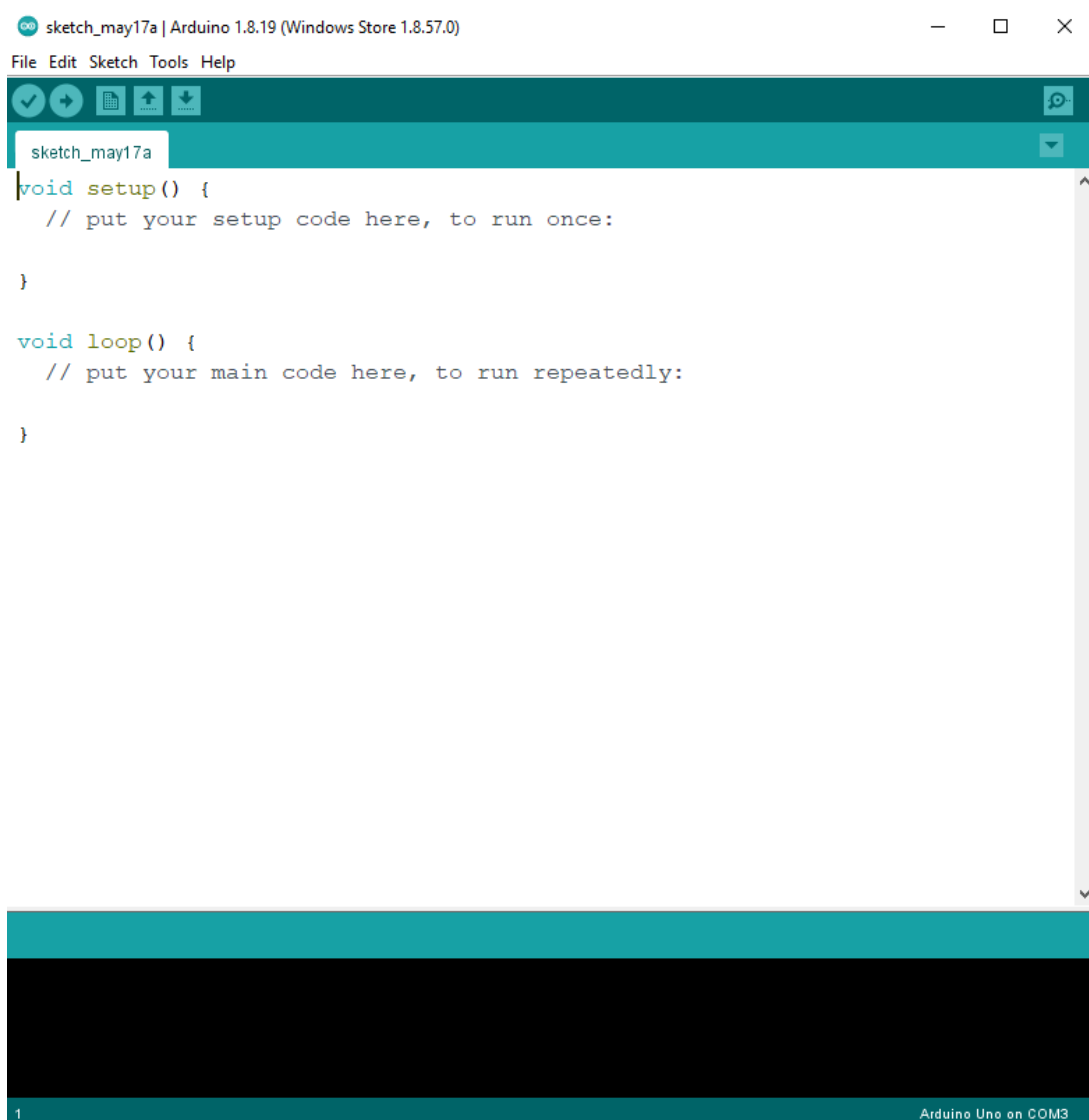 sketch_may17a | Arduino 1.8.19 (Windows Store 1.8.57.0)
File Edit Sketch Tools Help
sketch_may17a
void setup() {
  // put your setup code here, to run once:
}
void loop() {
  // put your main code here, to run repeatedly:
}
1
Arduino Uno on COM3